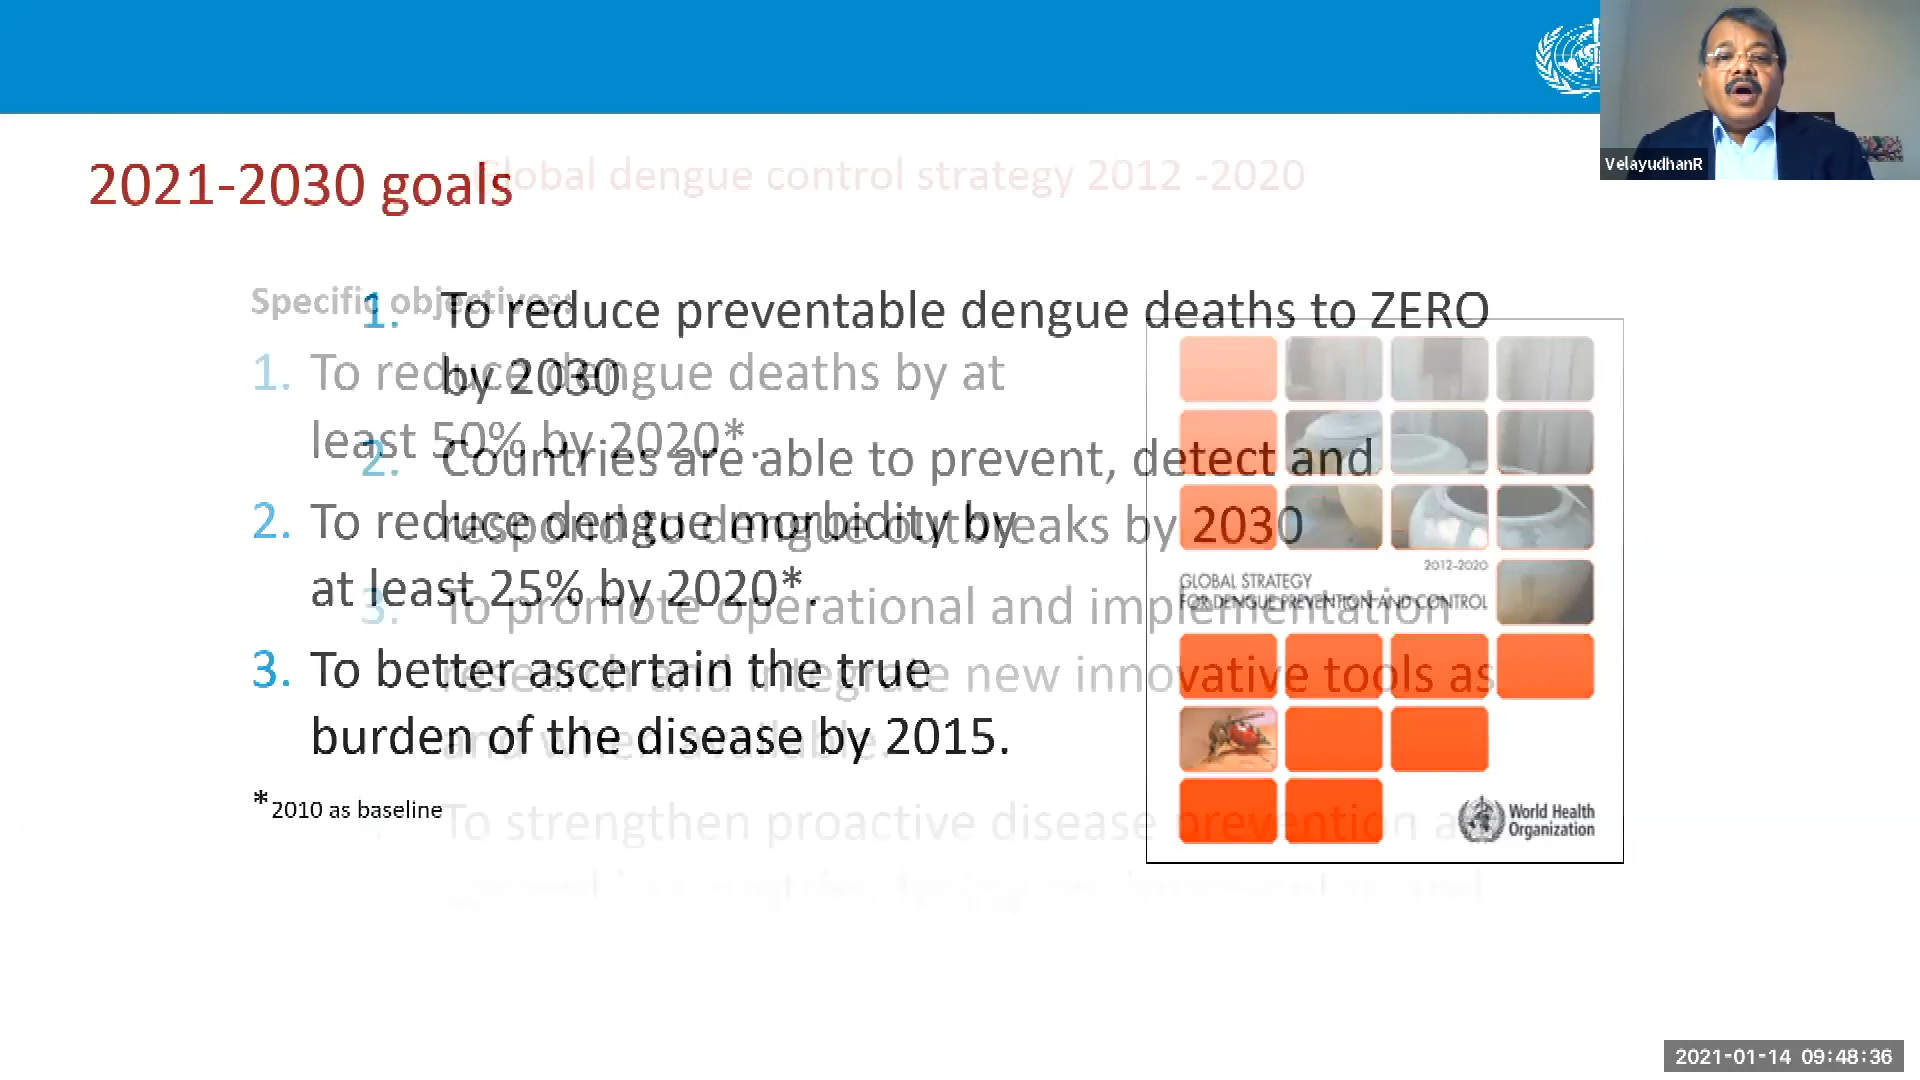 VelayudhanR
2021-2030 goals
Global dengue control strategy 2012 -2020
Specific objectives:
1. To reduce dengue deaths by at
least 50% by 2020*.
2. To reduce dengue morbidity by
at least 25% by 2020*.
3. To better ascertain the true
burden of the disease by 2015.
*2010 as baseline
1. To reduce preventable dengue deaths to ZERO
by 2030
2. Countries are able to prevent, detect and
respond to dengue outbreaks by 2030
3. To promote operational and implementation
research and integrate new innovative tools as
and when available.
To strengthen proactive disease prevention
2012-2020
GLOBAL STRATEGY
FOR DENGUE PREVENTION AND CONTROL
World Health
Organization
2021-01-14 09:48:36